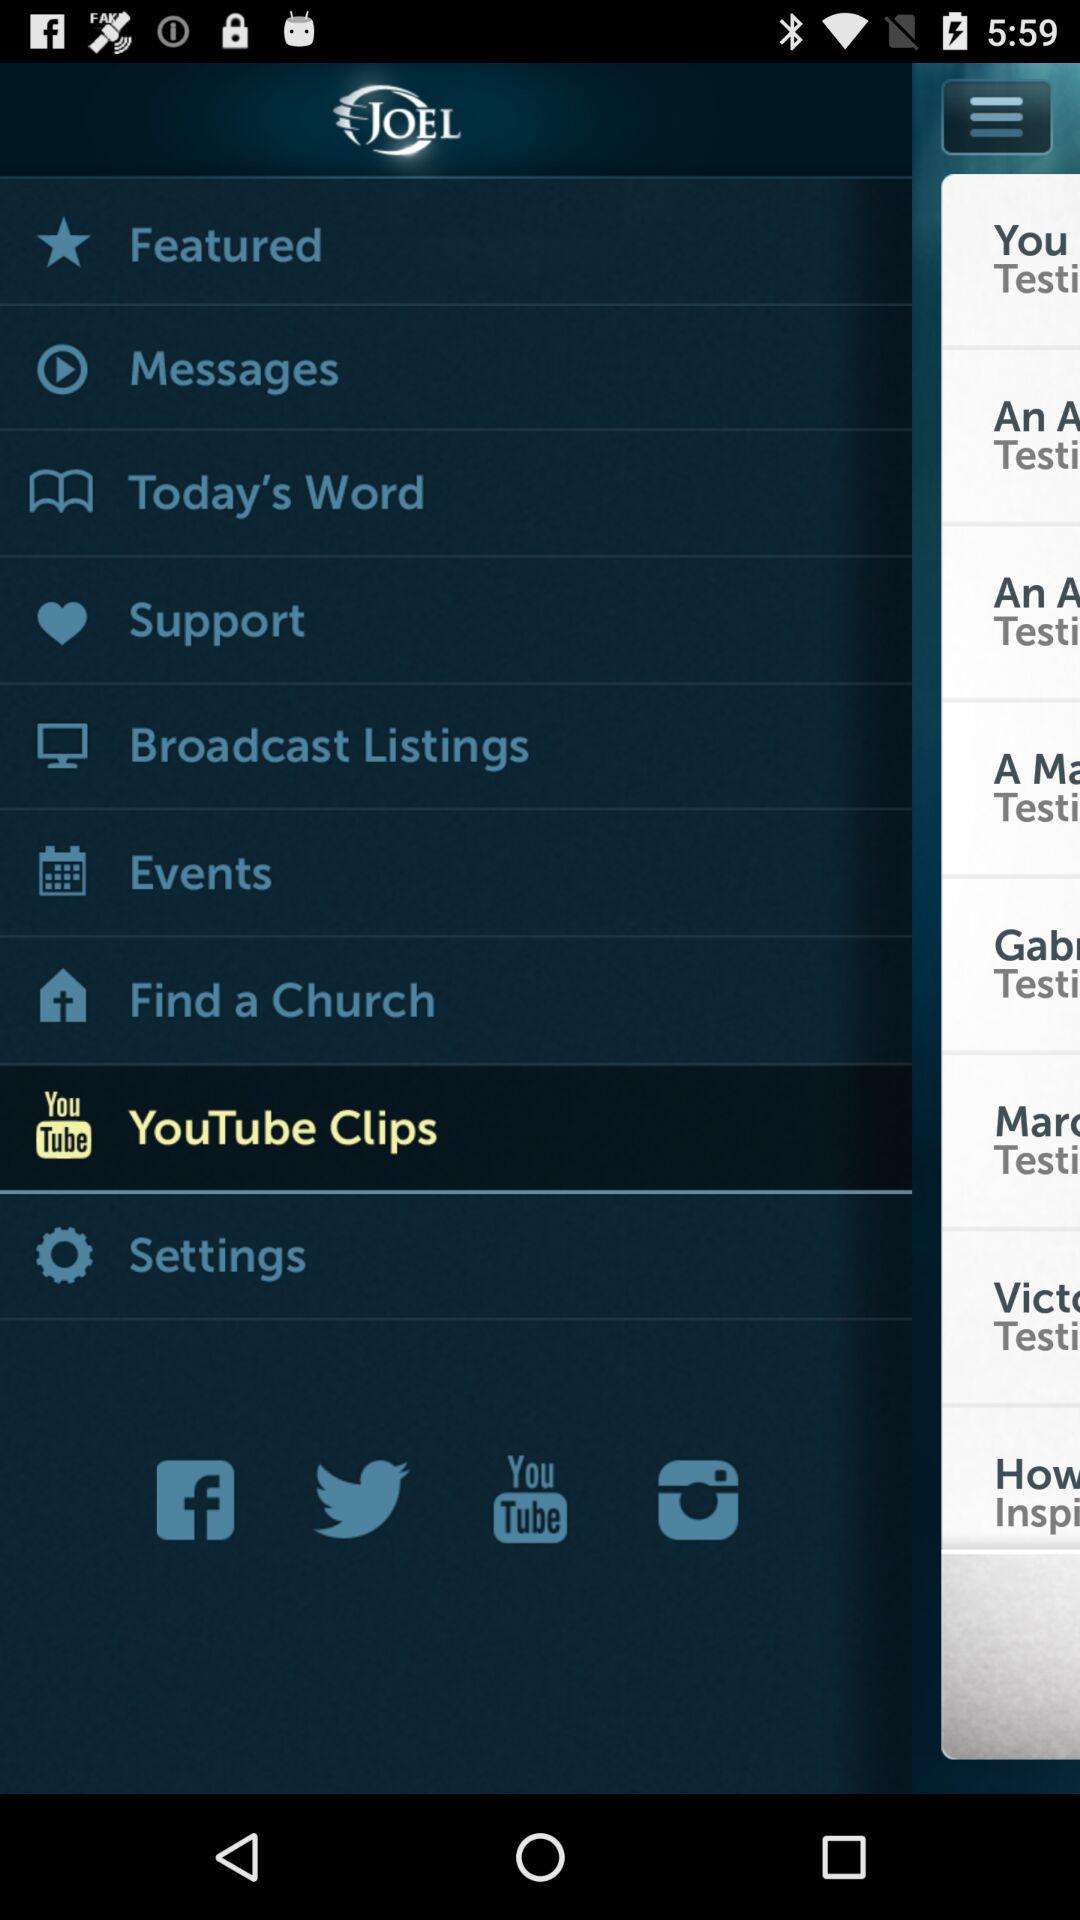 FAK
5:59
JOEL
Featured
Messages
Today's Word
Support
Broadcast Listings
Events
Find a Church
You
Tube
YouTube Clips
Settings
You
Tube
You
Testi
An A
Testi
An A
Testi
A Ma
Testi
Gabr
Testi
Marc
Testi
Victo
Testi
How
Inspi